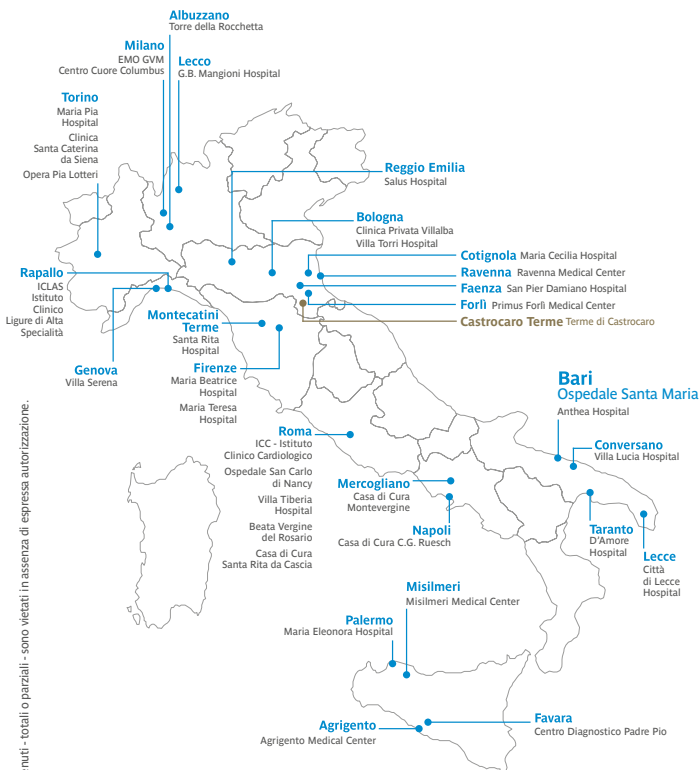 Albuzzano
Torre della Rocchetta
Milano
EMO GVM
Centro Cuore Columbus
Lecco
G.B. Mangioni Hospital
Torino
Maria Pia
Hospital
Clinica
Santa Caterina
da Siena
Opera Pia Lotteri
Reggio Emilia
Salus Hospital
Bologna
Clinica Privata Villalba
Villa Torri Hospital
Cotignola Maria Cecilia Hospital
Ravenna Ravenna Medical Center
Faenza San Pier Damiano Hospital
Forlì Primus Forlì Medical Center
Castrocaro Terme Terme di Castrocaro
Rapallo
ICLAS
Istituto
Clinico
Ligure di Alta
Specialità
Genova
Villa Serena
Montecatini
Terme
Santa Rita
Hospital
Firenze
Maria Beatrice
Hospital
Maria Teresa
Hospital
Bari
Ospedale Santa Maria
Anthea Hospital
Conversano
Villa Lucia Hospital
Roma
ICC - Istituto
Clinico Cardiologico
Ospedale San Carlo
di Nancy
Villa Tiberia
Hospital
Beata Vergine
del Rosario
Casa di Cura
Santa Rita da Cascia
Mercogliano
Casa di Cura
Montevergine
Napoli
Casa di Cura C.G. Ruesch
Taranto
D'Amore
Hospital
Lecce
Città
di Lecce
Hospital
Misilmeri
Misilmeri Medical Center
Palermo
Maria Eleonora Hospital
Agrigento
Agrigento Medical Center
Favara
Centro Diagnostico Padre Pio
nuti - totali o parziali - sono vietati in assenza di espressa autorizzazione.